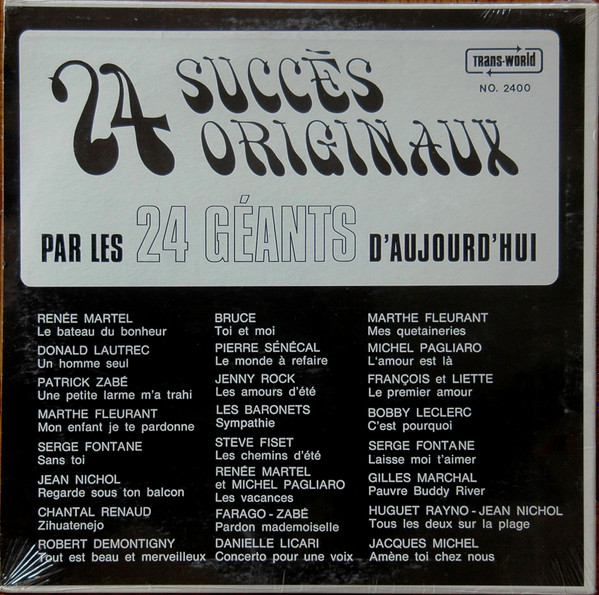 24 SUCCÈS
ORIGINAUX
TRANS-WORLD
NO. 2400
PAR LES 24 GÉANTS D'AUJOURD'HUI
RENÉE MARTEL
Le bateau du bonheur
DONALD LAUTREC
Un homme seul
PATRICK ZABÉ
Une petite larme m'a trahi
MARTHE FLEURANT
Mon enfant je te pardonne
SERGE FONTANE
Sans toi
JEAN NICHOL
Regarde sous ton balcon
CHANTAL RENAUD
Zihuatenejo
ROBERT DEMONTIGNY
Tout est beau et merveilleux
BRUCE
Toi et moi
PIERRE SÉNÉCAL
Le monde à refaire
JENNY ROCK
Les amours d'été
LES BARONETS
Sympathie
STEVE FISET
Les chemins d'été
RENÉE MARTEL
et MICHEL PAGLIARO
Les vacances
FARAGO-ZABÉ
Pardon mademoiselle
DANIELLE LICARI
Concerto pour une voix
MARTHE FLEURANT
Mes quetaineries
MICHEL PAGLIARO
L'amour est là
FRANÇOIS et LIETTE
Le premier amour
BOBBY LECLERC
C'est pourquoi
SERGE FONTANE
Laisse moi t'aimer
GILLES MARCHAL
Pauvre Buddy River
HUGUET RAYNO-JEAN NICHOL
Tous les deux sur la plage
JACQUES MICHEL
Amène toi chez nous